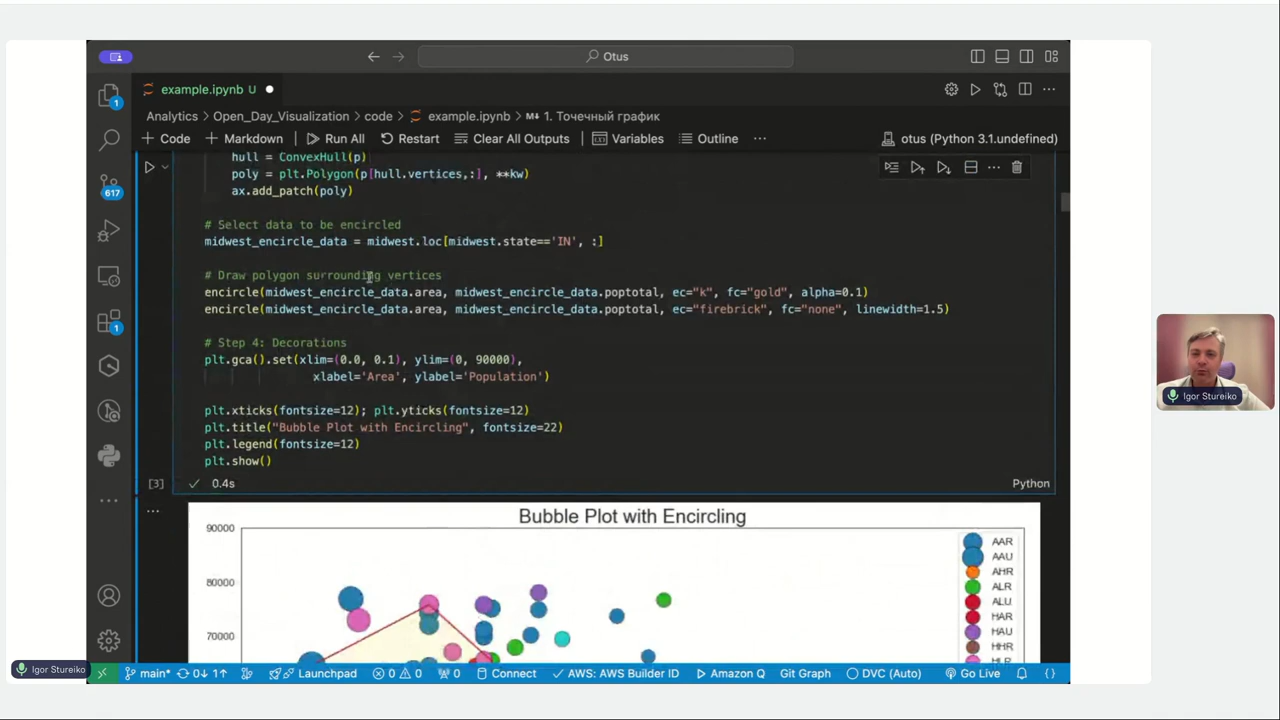 Otus
example.ipynb U
Analytics > Open_Day_Visualization > code > example.ipynb > 1. Точечный график
+ Code + Markdown Run All Restart Clear All Outputs Variables Outline ... otus (Python 3.1.undefined)
hull = ConvexHull(p)
poly = plt.Polygon(p[hull.vertices,:], **kw)
ax.add_patch(poly)
# Select data to be encircled
midwest_encircle_data = midwest.loc[midwest.state=='IN', :]
# Draw polygon surrounding vertices
encircle(midwest_encircle_data.area, midwest_encircle_data.poptotal, ec="k", fc="gold", alpha=0.1)
encircle(midwest_encircle_data.area, midwest_encircle_data.poptotal, ec="firebrick", fc="none", linewidth=1.5)
# Step 4: Decorations
plt.gca().set(xlim=(0.0, 0.1), ylim=(0, 90000),
xlabel='Area', ylabel='Population')
plt.xticks(fontsize=12); plt.yticks(fontsize=12)
plt.title("Bubble Plot with Encircling", fontsize=22)
plt.legend(fontsize=12)
plt.show()
[3] 0.4s Python
Bubble Plot with Encircling
90000
80000
70000
AAR
AAU
AHR
ALR
ALU
HAR
HAU
HHR
HLR
1
617
1
Igor Stureiko
Igor Stureiko
main* 0↓ 1↑ Launchpad 0 0 0 Connect AWS: AWS Builder ID Amazon Q Git Graph DVC (Auto) Go Live {}